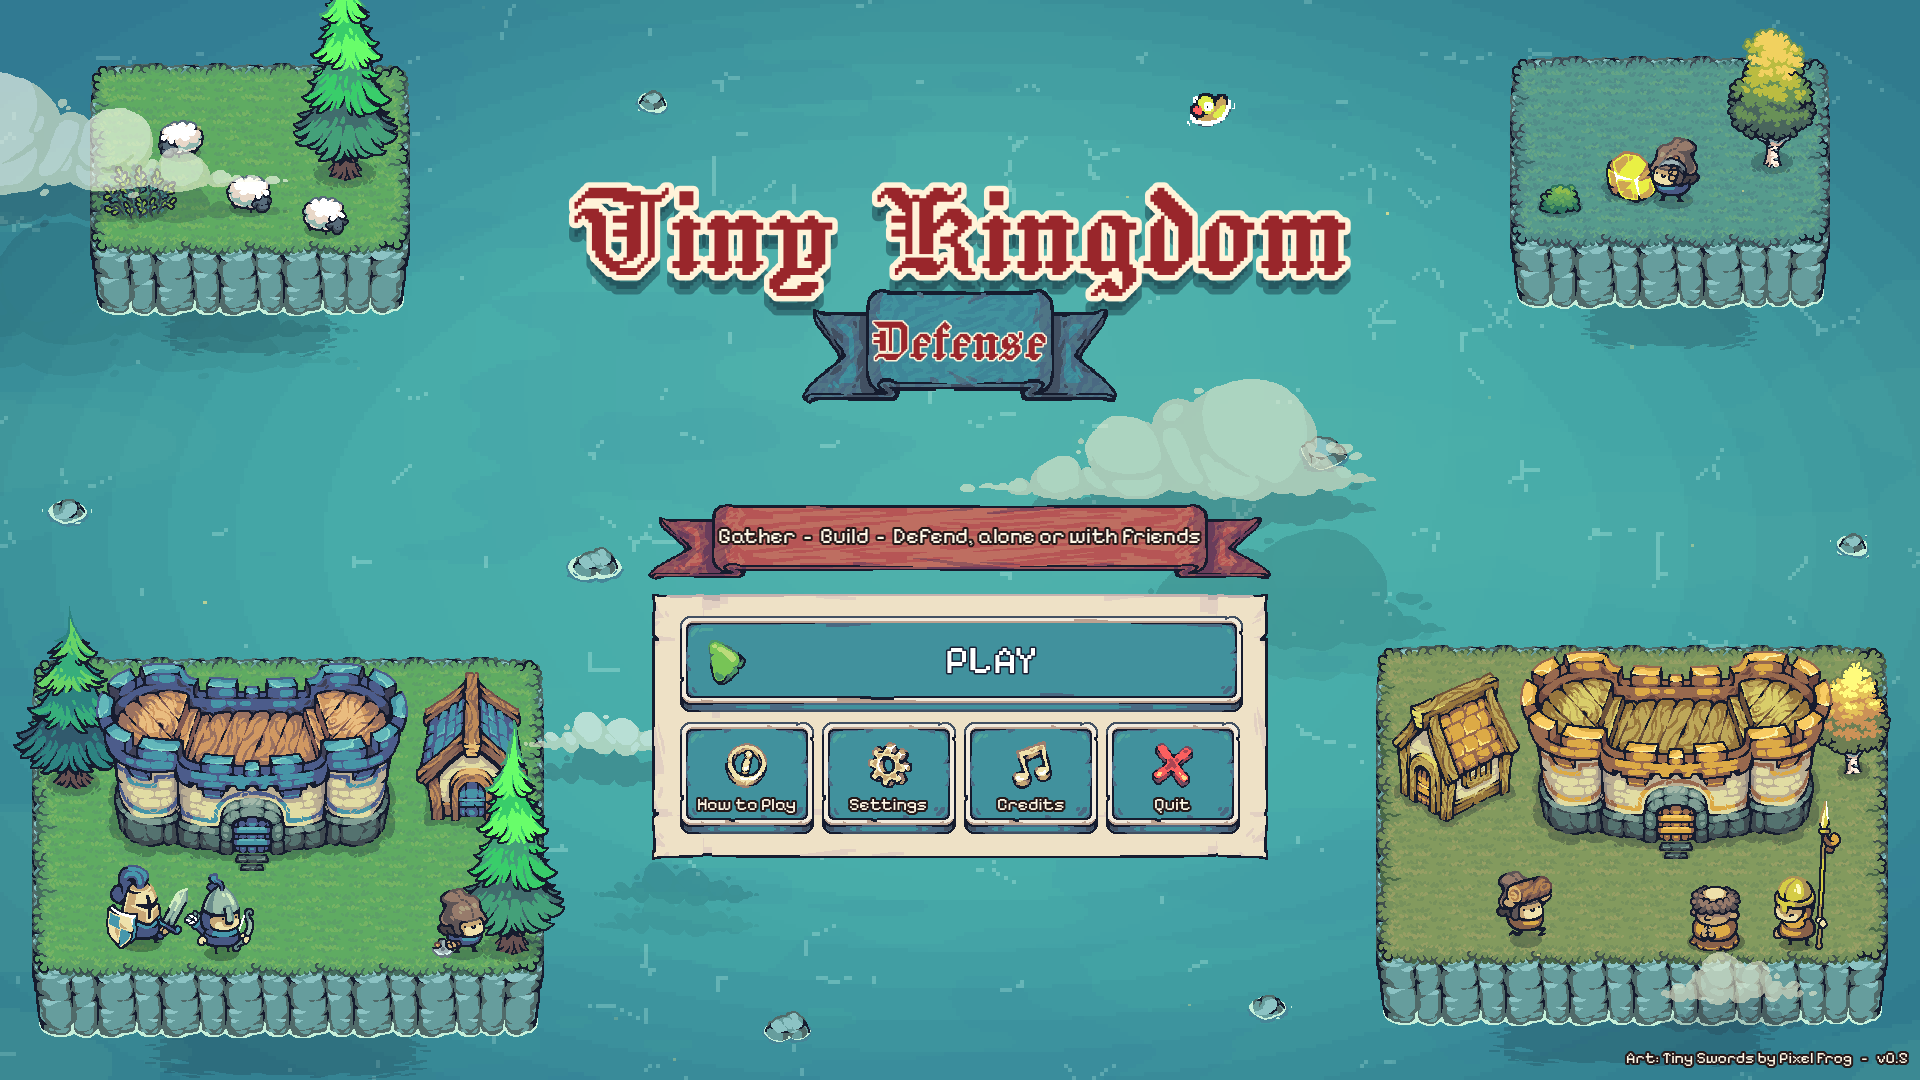 Tiny Kingdom
Defense
Gather - Build - Defend, alone or with friends
PLAY
How to Play
Settings
Credits
Quit
Art: Tiny Swords by Pixel Frog - v0.8